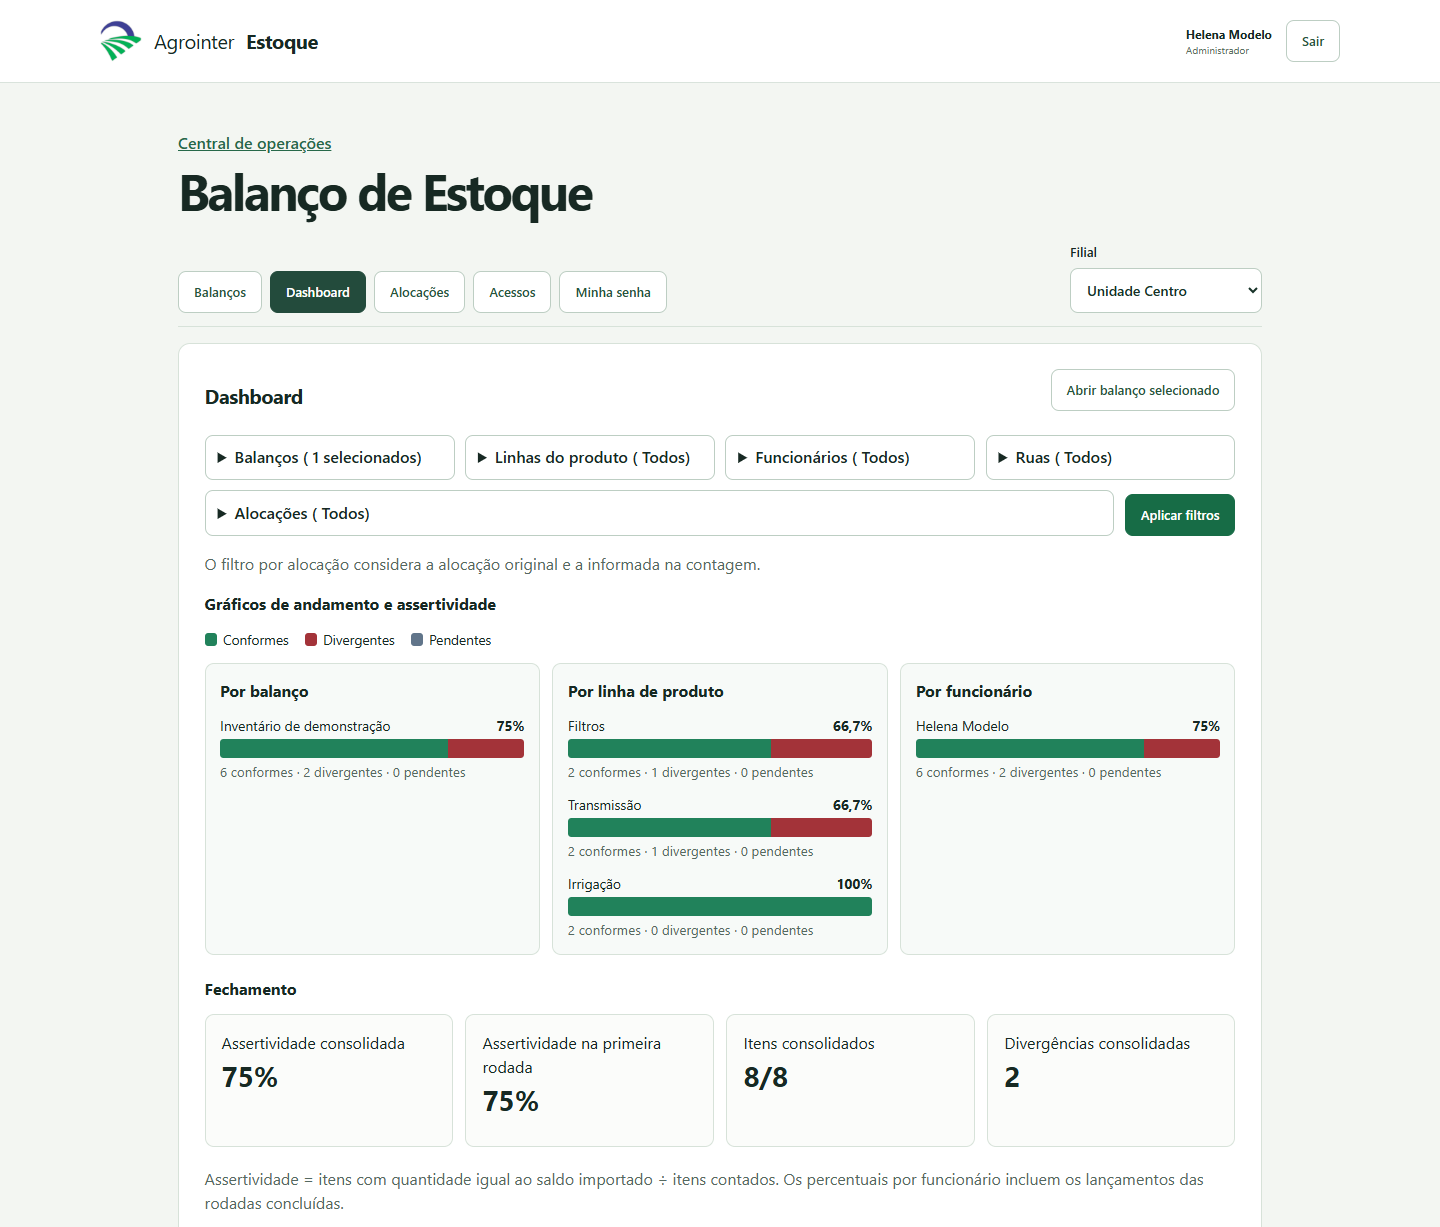 Agrointer Estoque
Helena Modelo
Administrador
Sair
Central de operações
Balanço de Estoque
Balanços
Dashboard
Alocações
Acessos
Minha senha
Filial
Unidade Centro
Dashboard
Abrir balanço selecionado
Balanços ( 1 selecionados)
Linhas do produto ( Todos)
Funcionários ( Todos)
Ruas ( Todos)
Alocações ( Todos)
Aplicar filtros
O filtro por alocação considera a alocação original e a informada na contagem.
Gráficos de andamento e assertividade
Conformes
Divergentes
Pendentes
Por balanço
Inventário de demonstração 75%
6 conformes · 2 divergentes · 0 pendentes
Por linha de produto
Filtros 66,7%
2 conformes · 1 divergentes · 0 pendentes
Transmissão 66,7%
2 conformes · 1 divergentes · 0 pendentes
Irrigação 100%
2 conformes · 0 divergentes · 0 pendentes
Por funcionário
Helena Modelo 75%
6 conformes · 2 divergentes · 0 pendentes
Fechamento
Assertividade consolidada
75%
Assertividade na primeira
rodada
75%
Itens consolidados
8/8
Divergências consolidadas
2
Assertividade = itens com quantidade igual ao saldo importado ÷ itens contados. Os percentuais por funcionário incluem os lançamentos das
rodadas concluídas.